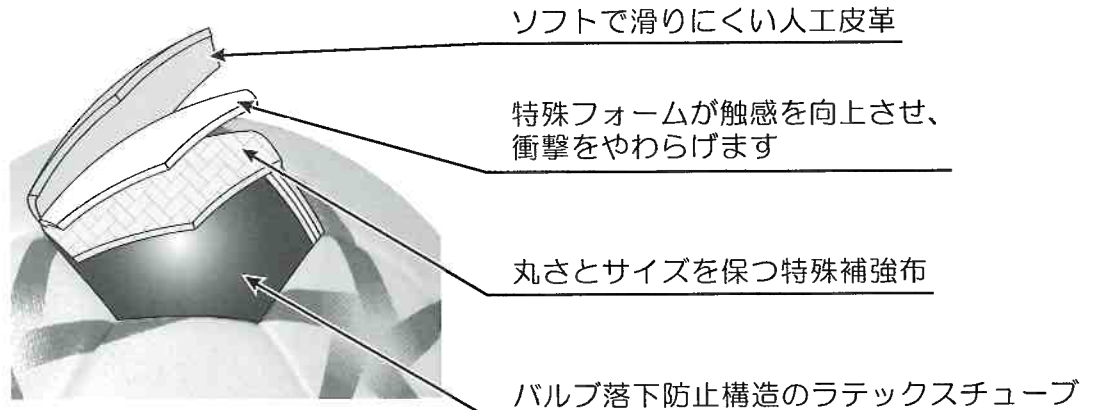 ソフトで滑りにくい人工皮革
特殊フォームが触感を向上させ、
衝撃をやわらげます
丸さとサイズを保つ特殊補強布
バルブ落下防止構造のラテックスチューブ